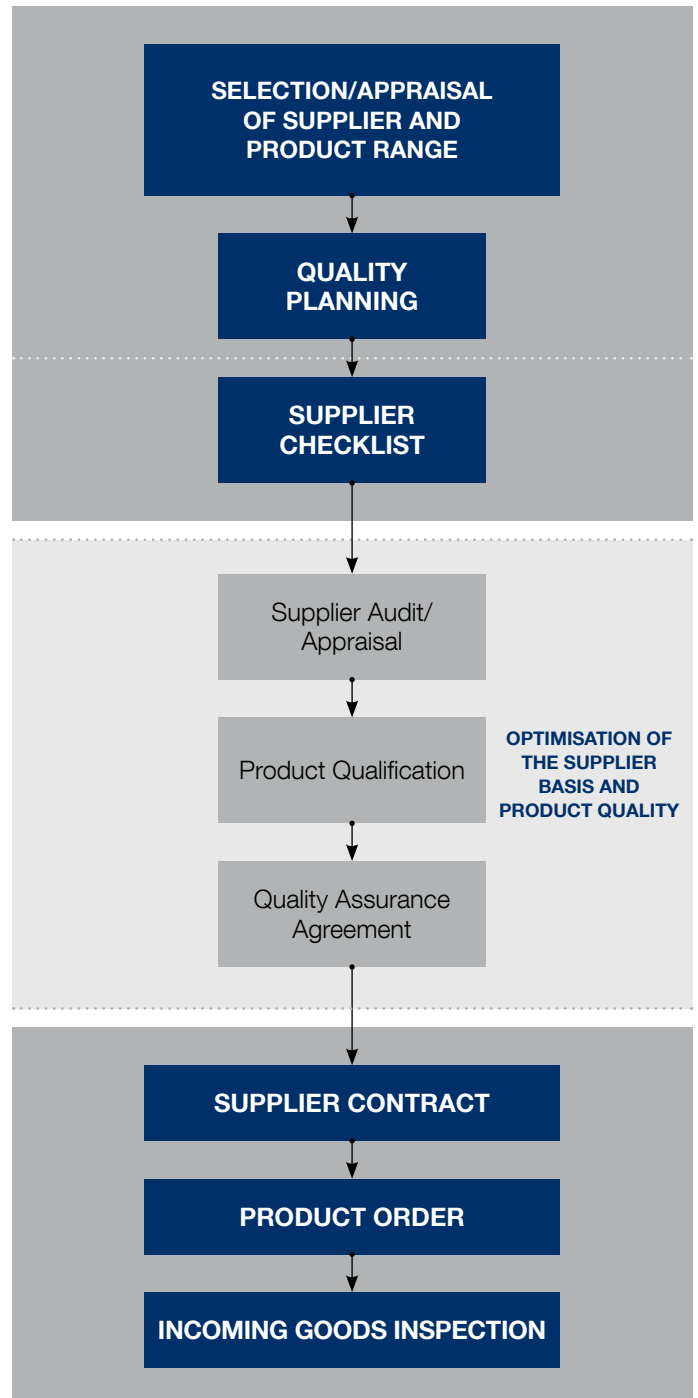 SELECTION/APPRAISAL
OF SUPPLIER AND
PRODUCT RANGE
QUALITY
PLANNING
SUPPLIER
CHECKLIST
Supplier Audit/
Appraisal
Product Qualification
OPTIMISATION OF
THE SUPPLIER
BASIS AND
PRODUCT QUALITY
Quality Assurance
Agreement
SUPPLIER CONTRACT
PRODUCT ORDER
INCOMING GOODS INSPECTION